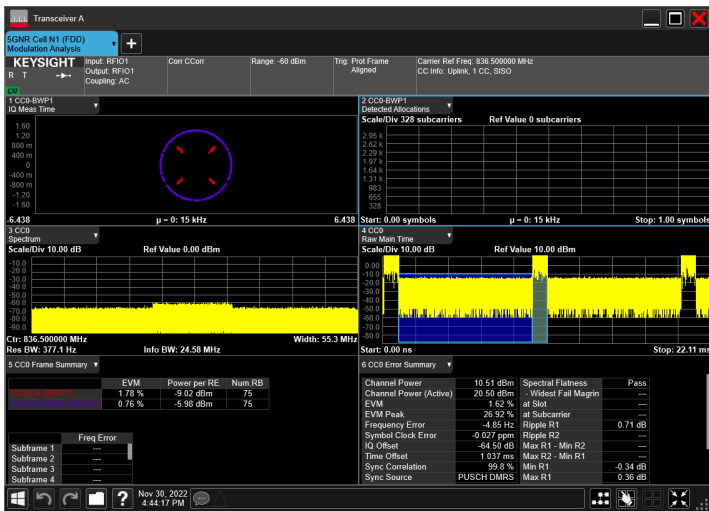 Transceiver A
5GNR Cell N1 (FDD)
Modulation Analysis
KEYSIGHT
R T
LXI
Input: RFIO1
Output: RFIO1
Coupling: AC
Corr CCorr
Range: -60 dBm
Trig: Prot Frame
Aligned
Carrier Ref Freq: 836.500000 MHz
CC Info: Uplink, 1 CC, SISO
1 CC0-BWP1
IQ Meas Time
1.60
1.20
800 m
400 m
0
-400 m
-800 m
-1.20
-1.60
-6.438
µ – 0: 15 kHz
6.438
2 CC0-BWP1
Detected Allocations
Scale/Div 328 subcarriers
Ref Value 0 subcarriers
2.95 k
2.62 k
2.29 k
1.97 k
1.64 k
1.31 k
983
655
328
Start: 0.00 symbols
µ – 0: 15 kHz
Stop: 1.00 symbols
3 CC0
Spectrum
Scale/Div 10.00 dB
Ref Value 0.00 dBm
-10.0
-20.0
-30.0
-40.0
-50.0
-60.0
-70.0
-80.0
-90.0
Ctr: 836.500000 MHz
Width: 55.3 MHz
Res BW: 377.1 Hz
Info BW: 24.58 MHz
4 CC0
Raw Main Time
Scale/Div 10.00 dB
Ref Value 10.00 dBm
0.00
-10.0
-20.0
-30.0
-40.0
-50.0
-60.0
-70.0
-80.0
Start: 0.00 ns
Stop: 22.11 ms
5 CC0 Frame Summary
EVM Power per RE Num.RB
1.78 % -9.02 dBm 75
0.76 % -5.98 dBm 75
Freq Error
Subframe 1 ---
Subframe 2 ---
Subframe 3 ---
Subframe 4 ---
6 CC0 Error Summary
Channel Power 10.51 dBm Spectral Flatness Pass
Channel Power (Active) 20.50 dBm - Widest Fail Magrin ---
EVM 1.62 % at Slot ---
EVM Peak 26.92 % at Subcarrier ---
Frequency Error -4.85 Hz Ripple R1 0.71 dB
Symbol Clock Error -0.027 ppm Ripple R2 ---
IQ Offset -64.50 dB Max R1 - Min R2 ---
Time Offset 1.037 ms Max R2 - Min R1 ---
Sync Correlation 99.8 % Min R1 -0.34 dB
Sync Source PUSCH DMRS Max R1 0.36 dB
Nov 30, 2022
4:44:17 PM